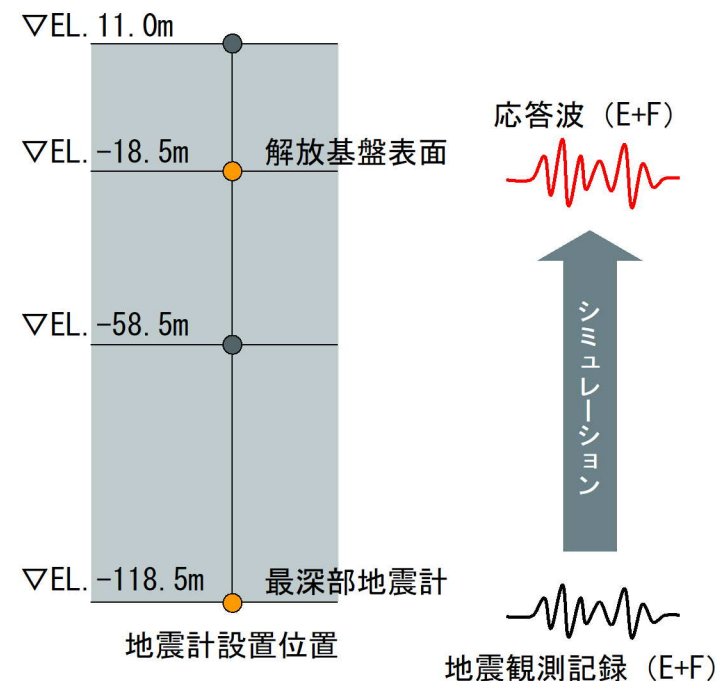 ▽EL. 11.0m
▽EL. -18.5m
解放基盤表面
▽EL. -58.5m
▽EL. -118.5m
最深部地震計
地震計設置位置
応答波（E+F）
シミュレーション
地震観測記録（E+F）